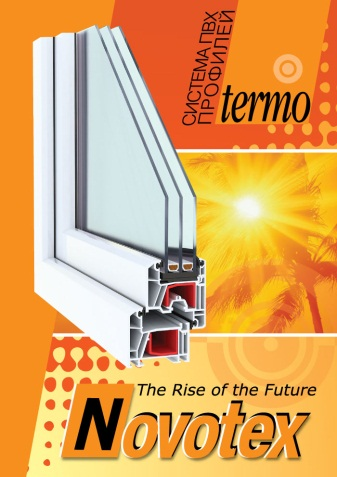 СИСТЕМА ПВХ
ПРОФИЛЕЙ
termo
The Rise of the Future
Novotex